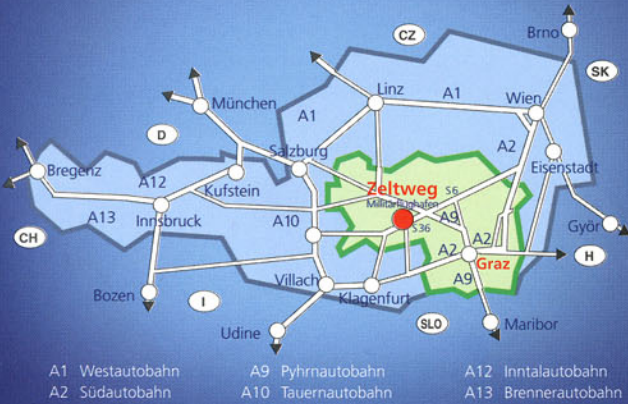 Brno
CZ
SK
Linz
A1
Wien
München
A1
D
A2
Salzburg
Eisenstadt
Bregenz
A12
Kufstein
Zeltweg
Militärflughafen
S6
A13
Innsbruck
A10
A9
S36
Györ
CH
A2
A2
Graz
H
Villach
A9
Bozen
I
Klagenfurt
SLO
Maribor
Udine
A1 Westautobahn
A9 Pyhrnautobahn
A12 Inntalautobahn
A2 Südautobahn
A10 Tauernautobahn
A13 Brennerautobahn